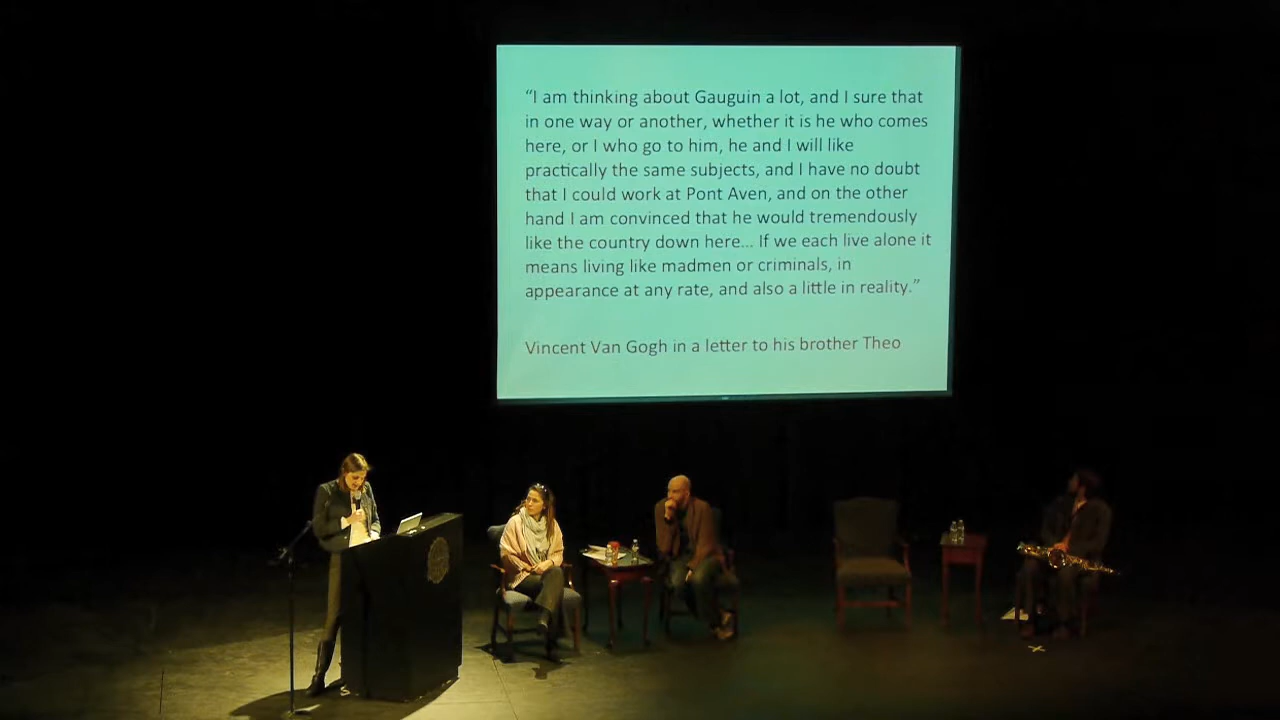 “I am thinking about Gauguin a lot, and I sure that
in one way or another, whether it is he who comes
here, or I who go to him, he and I will like
practically the same subjects, and I have no doubt
that I could work at Pont Aven, and on the other
hand I am convinced that he would tremendously
like the country down here... If we each live alone it
means living like madmen or criminals, in
appearance at any rate, and also a little in reality.”
Vincent Van Gogh in a letter to his brother Theo